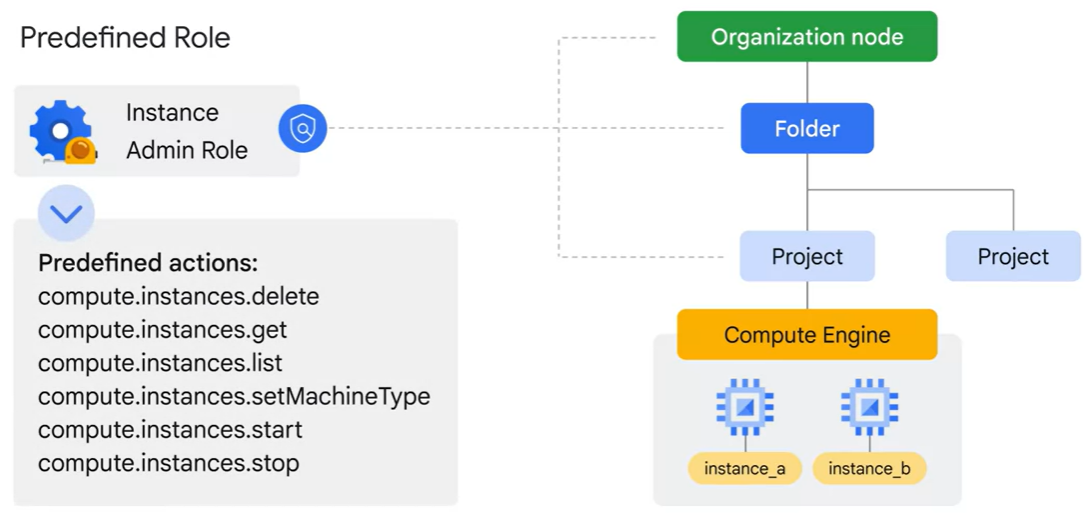 Predefined Role
Instance
Admin Role
Predefined actions:
compute.instances.delete
compute.instances.get
compute.instances.list
compute.instances.setMachineType
compute.instances.start
compute.instances.stop
Organization node
Folder
Project
Project
Compute Engine
instance_a
instance_b